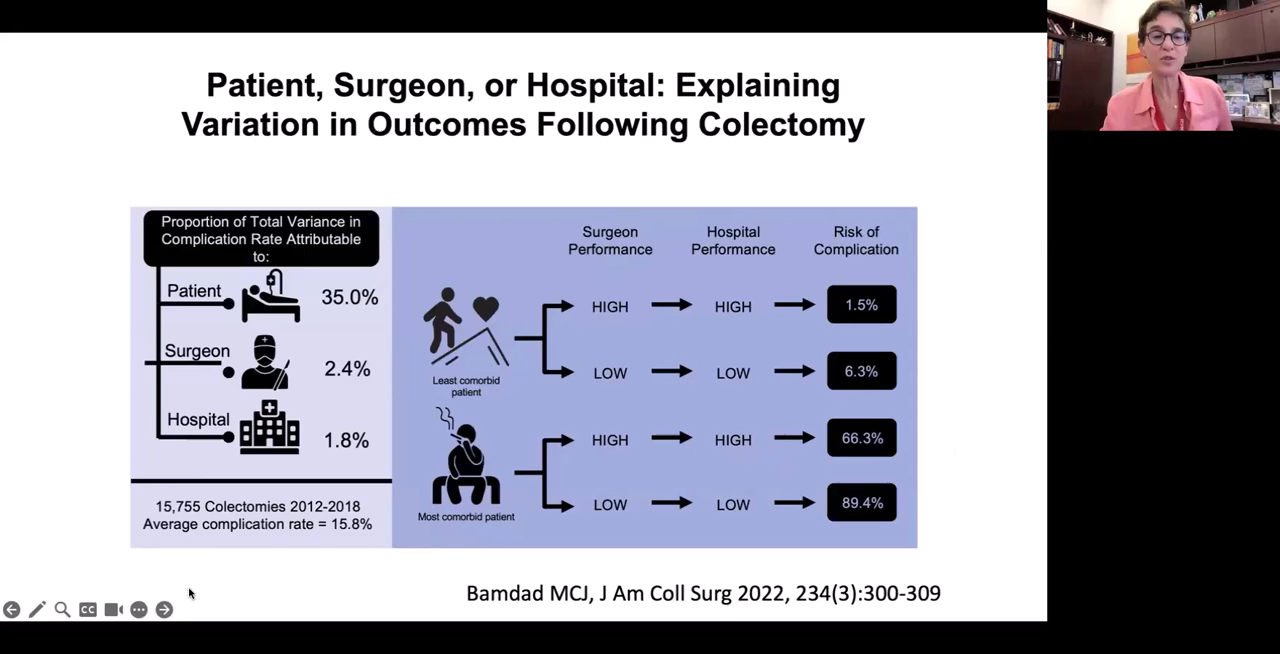 Patient, Surgeon, or Hospital: Explaining
Variation in Outcomes Following Colectomy
Proportion of Total Variance in
Complication Rate Attributable
to:
Patient
35.0%
Surgeon
2.4%
Hospital
1.8%
15,755 Colectomies 2012-2018
Average complication rate = 15.8%
Surgeon
Performance
Hospital
Performance
Risk of
Complication
Least comorbid
patient
HIGH
HIGH
1.5%
LOW
LOW
6.3%
Most comorbid patient
HIGH
HIGH
66.3%
LOW
LOW
89.4%
Bamdad MCJ, J Am Coll Surg 2022, 234(3):300-309
CC